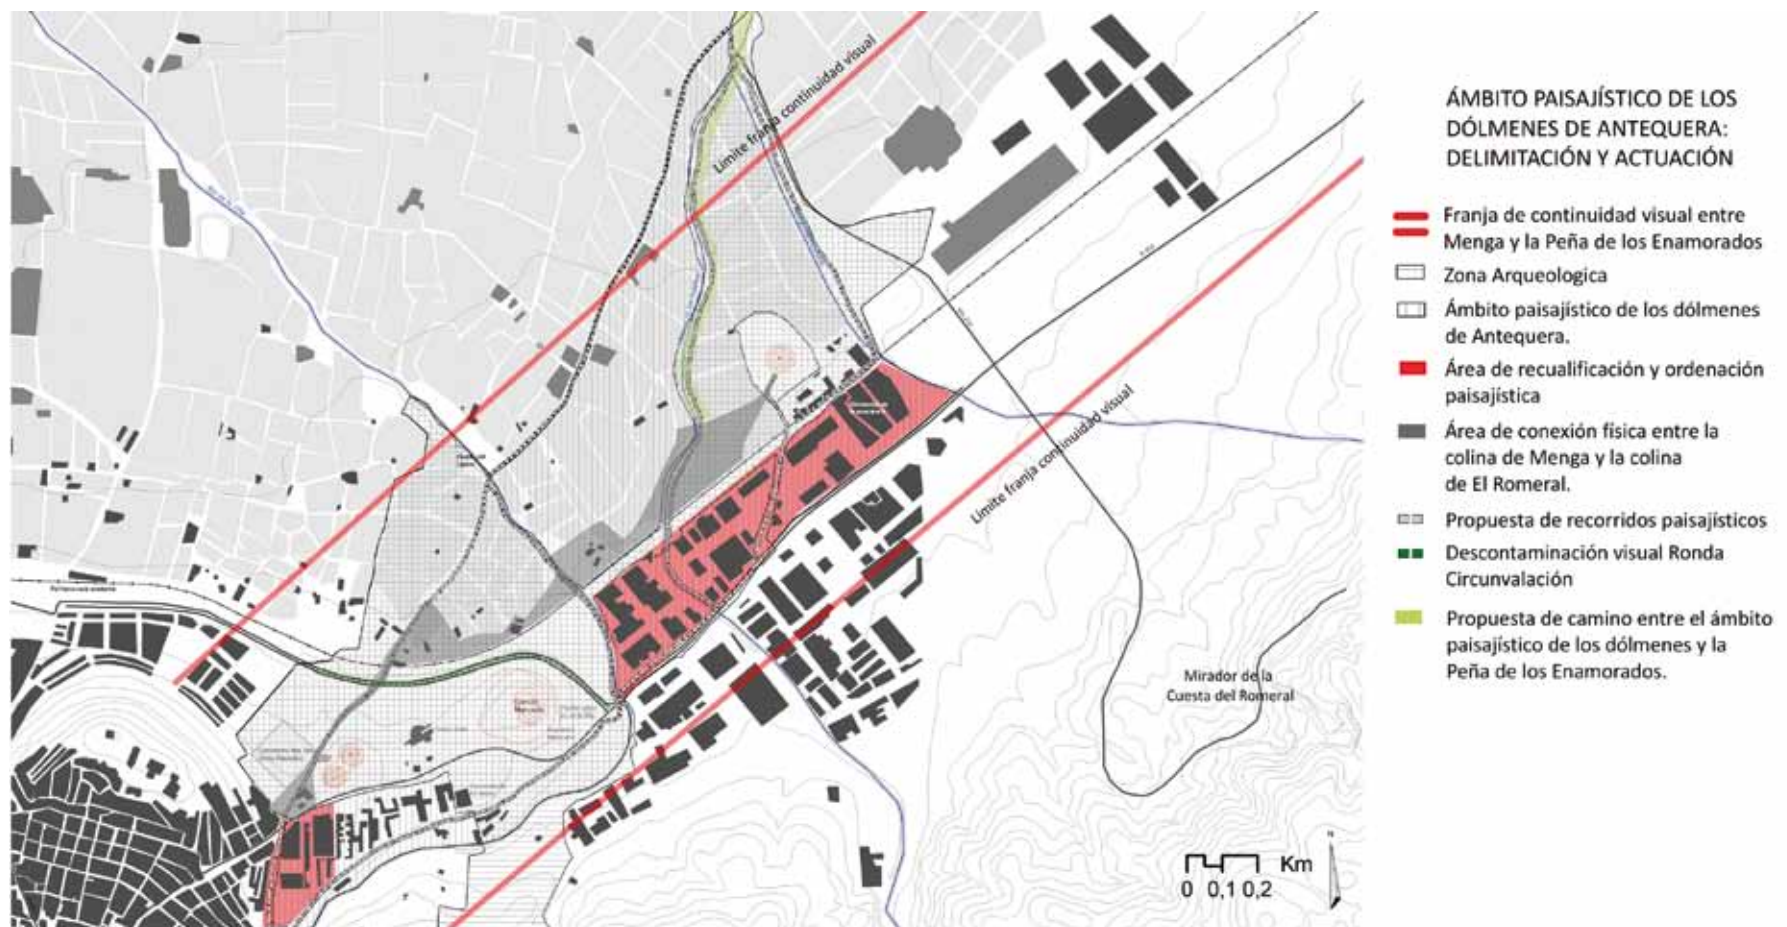 Límite franja continuidad visual
Límite franja continuidad visual
Mirador de la
Cuesta del Romeral
Km
0 0,1 0,2
ÁMBITO PAISAJÍSTICO DE LOS
DÓLMENES DE ANTEQUERA:
DELIMITACIÓN Y ACTUACIÓN
Franja de continuidad visual entre
Menga y la Peña de los Enamorados
Zona Arqueologica
Ámbito paisajístico de los dólmenes
de Antequera.
Área de recualificación y ordenación
paisajística
Área de conexión física entre la
colina de Menga y la colina
de El Romeral.
Propuesta de recorridos paisajísticos
Descontaminación visual Ronda
Circunvalación
Propuesta de camino entre el ámbito
paisajístico de los dólmenes y la
Peña de los Enamorados.